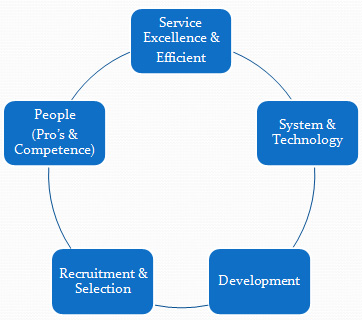 Service
Excellence &
Efficient
System &
Technology
Development
Recruitment &
Selection
People
(Pro's &
Competence)